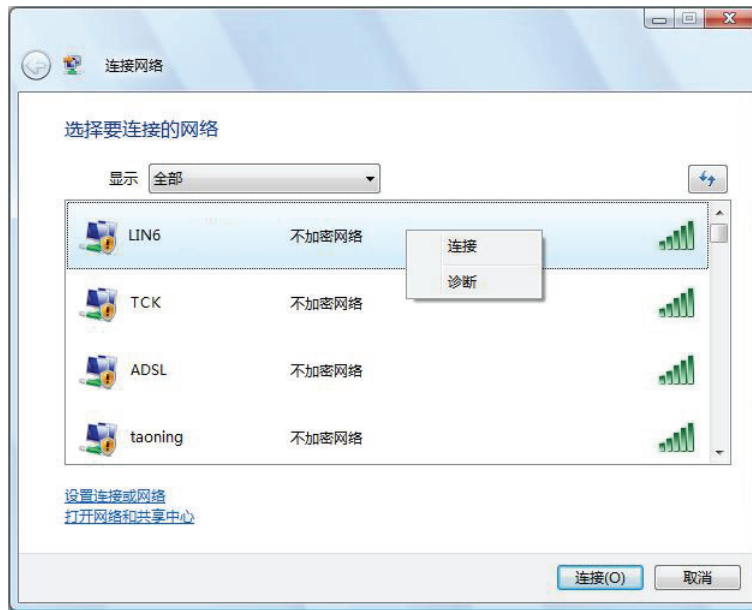 连接网络
选择要连接的网络
显示 全部
LIN6 不加密网络
连接
诊断
TCK 不加密网络
ADSL 不加密网络
taoning 不加密网络
设置连接或网络
打开网络和共享中心
连接(O) 取消